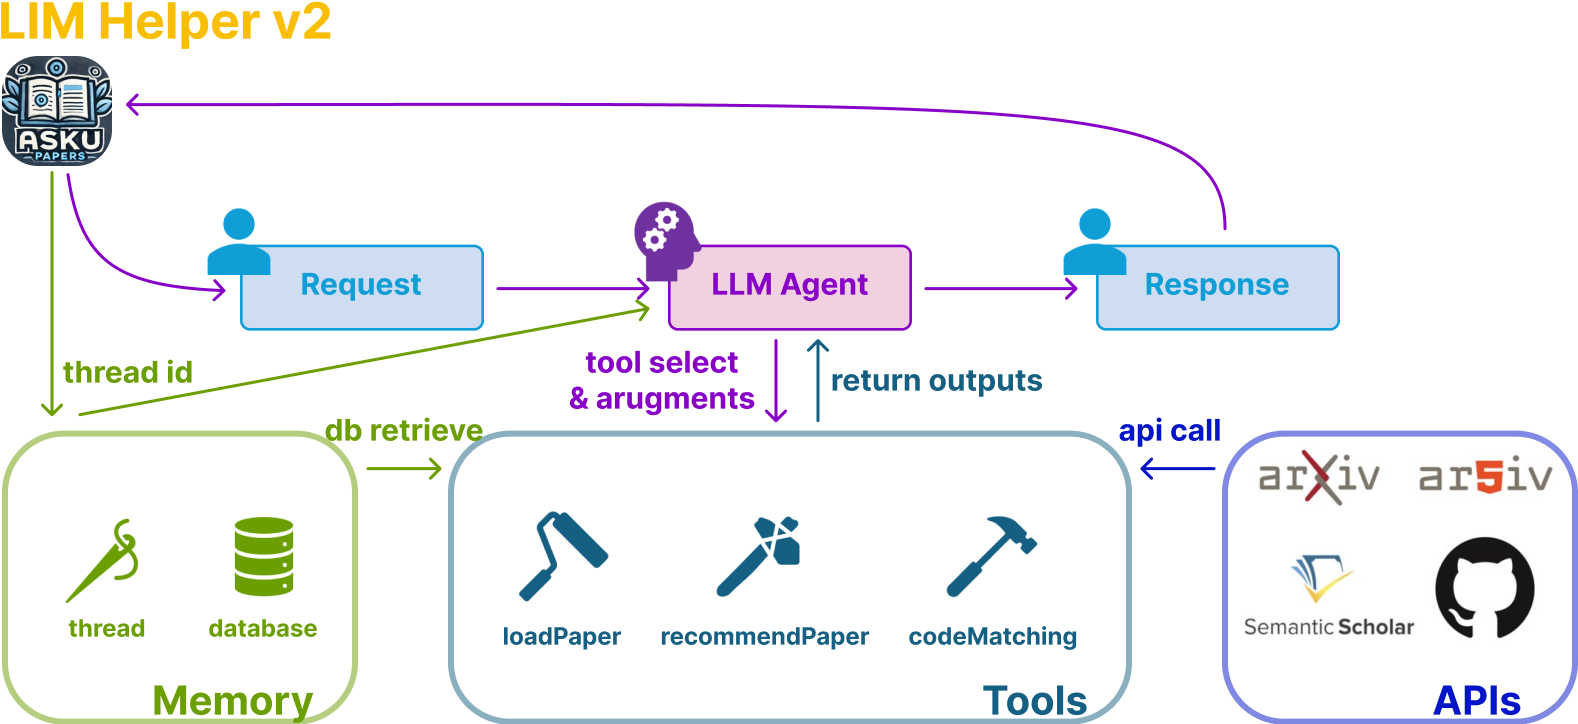 LIM Helper v2
ASKU
PAPERS
Request
LLM Agent
Response
thread id
tool select
& arugments
return outputs
db retrieve
api call
arXiv
ar5iv
thread
database
loadPaper
recommendPaper
codeMatching
Semantic Scholar
Memory
Tools
APIs